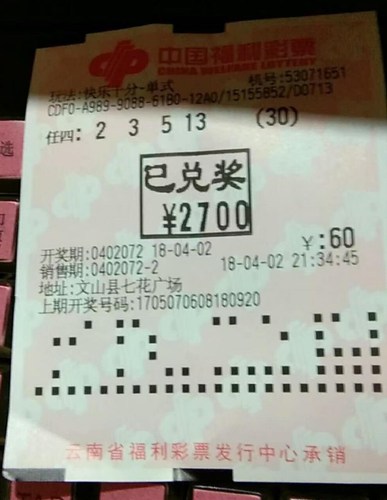 中国福利彩票
CHINA WELFARE LOTTERY
玩法:快乐十分-单式 机号:53071651
CDF0-A989-9088-61B0-12A0/15155852/D0713
任四: 2 3 5 13 (30)
已兑奖
¥2700
开奖期:0402072 18-04-02 ¥:60
销售期:0402072-2 18-04-02 21:34:45
地址:文山县七花广场
上期开奖号码:1705070608180920
云南省福利彩票发行中心承销